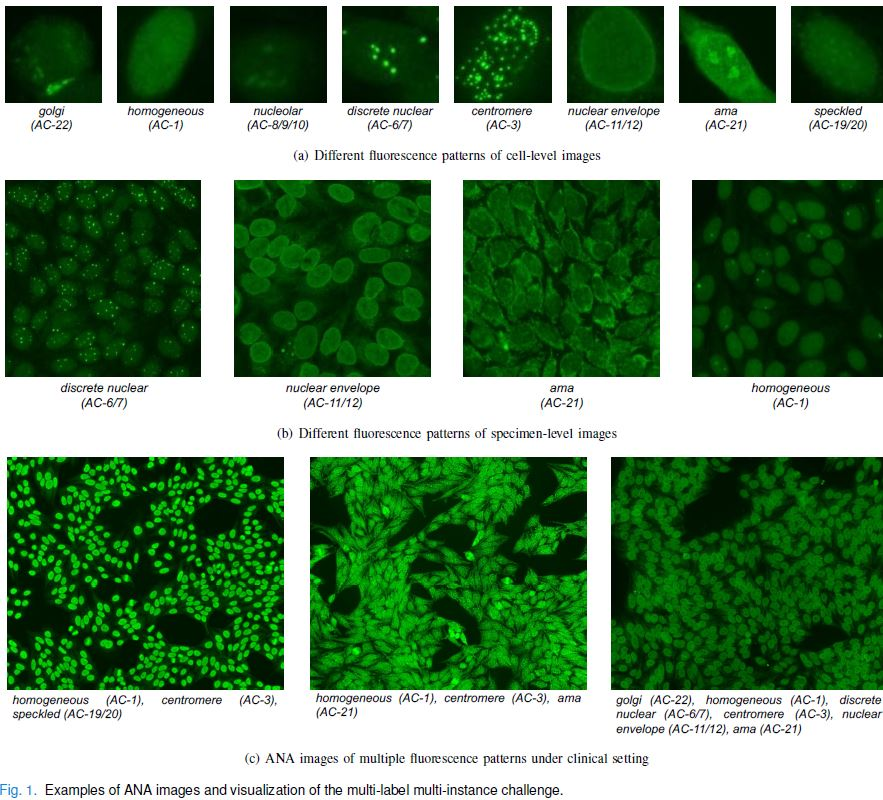 golgi (AC-22)
homogeneous (AC-1)
nucleolar (AC-8/9/10)
discrete nuclear (AC-6/7)
centromere (AC-3)
nuclear envelope (AC-11/12)
ama (AC-21)
speckled (AC-19/20)
(a) Different fluorescence patterns of cell-level images
discrete nuclear (AC-6/7)
nuclear envelope (AC-11/12)
ama (AC-21)
homogeneous (AC-1)
(b) Different fluorescence patterns of specimen-level images
homogeneous (AC-1), centromere (AC-3),
speckled (AC-19/20)
homogeneous (AC-1), centromere (AC-3), ama
(AC-21)
golgi (AC-22), homogeneous (AC-1), discrete
nuclear (AC-6/7), centromere (AC-3), nuclear
envelope (AC-11/12), ama (AC-21)
(c) ANA images of multiple fluorescence patterns under clinical setting
Fig. 1. Examples of ANA images and visualization of the multi-label multi-instance challenge.